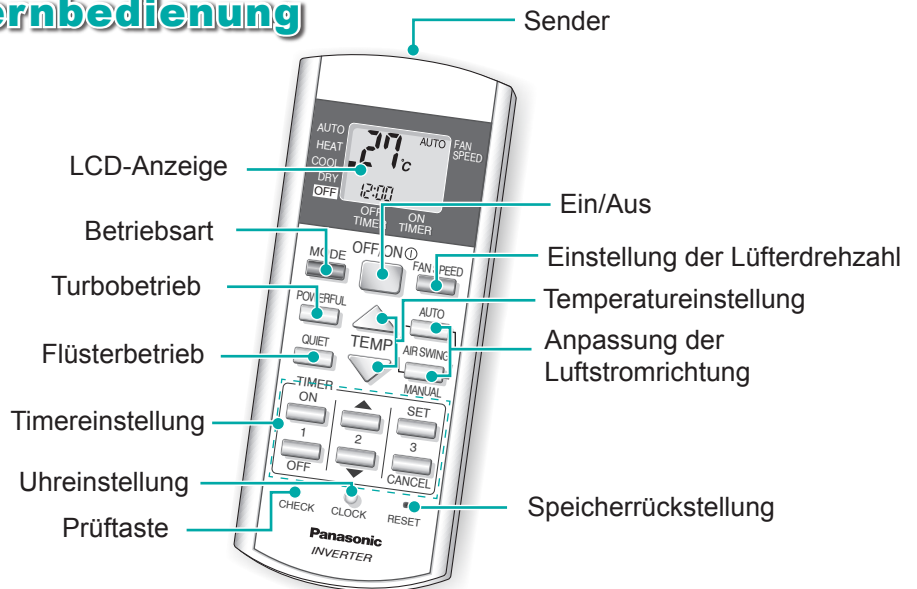 ernbedienung
Sender
AUTO
HEAT
COOL
DRY
OFF
27°C
AUTO
FAN
SPEED
12:00
OFF
TIMER
ON
TIMER
LCD-Anzeige
Ein/Aus
Betriebsart
MODE
OFF/ON
FAN SPEED
Einstellung der Lüfterdrehzahl
Turbobetrieb
POWERFUL
TEMP
AUTO
Temperatureinstellung
Flüsterbetrieb
QUIET
AIR SWING
Anpassung der
Luftstromrichtung
MANUAL
Timereinstellung
TIMER
ON
1
OFF
2
SET
3
CANCEL
Uhreinstellung
Prüftaste
CHECK
CLOCK
RESET
Speicherrückstellung
Panasonic
INVERTER